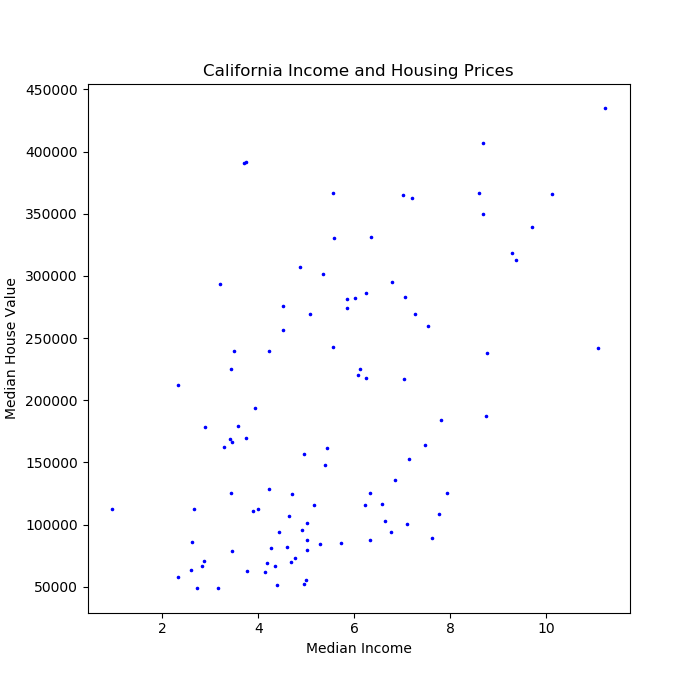 California Income and Housing Prices
450000
400000
350000
300000
250000
200000
150000
100000
50000
Median House Value
2 4 6 8 10
Median Income